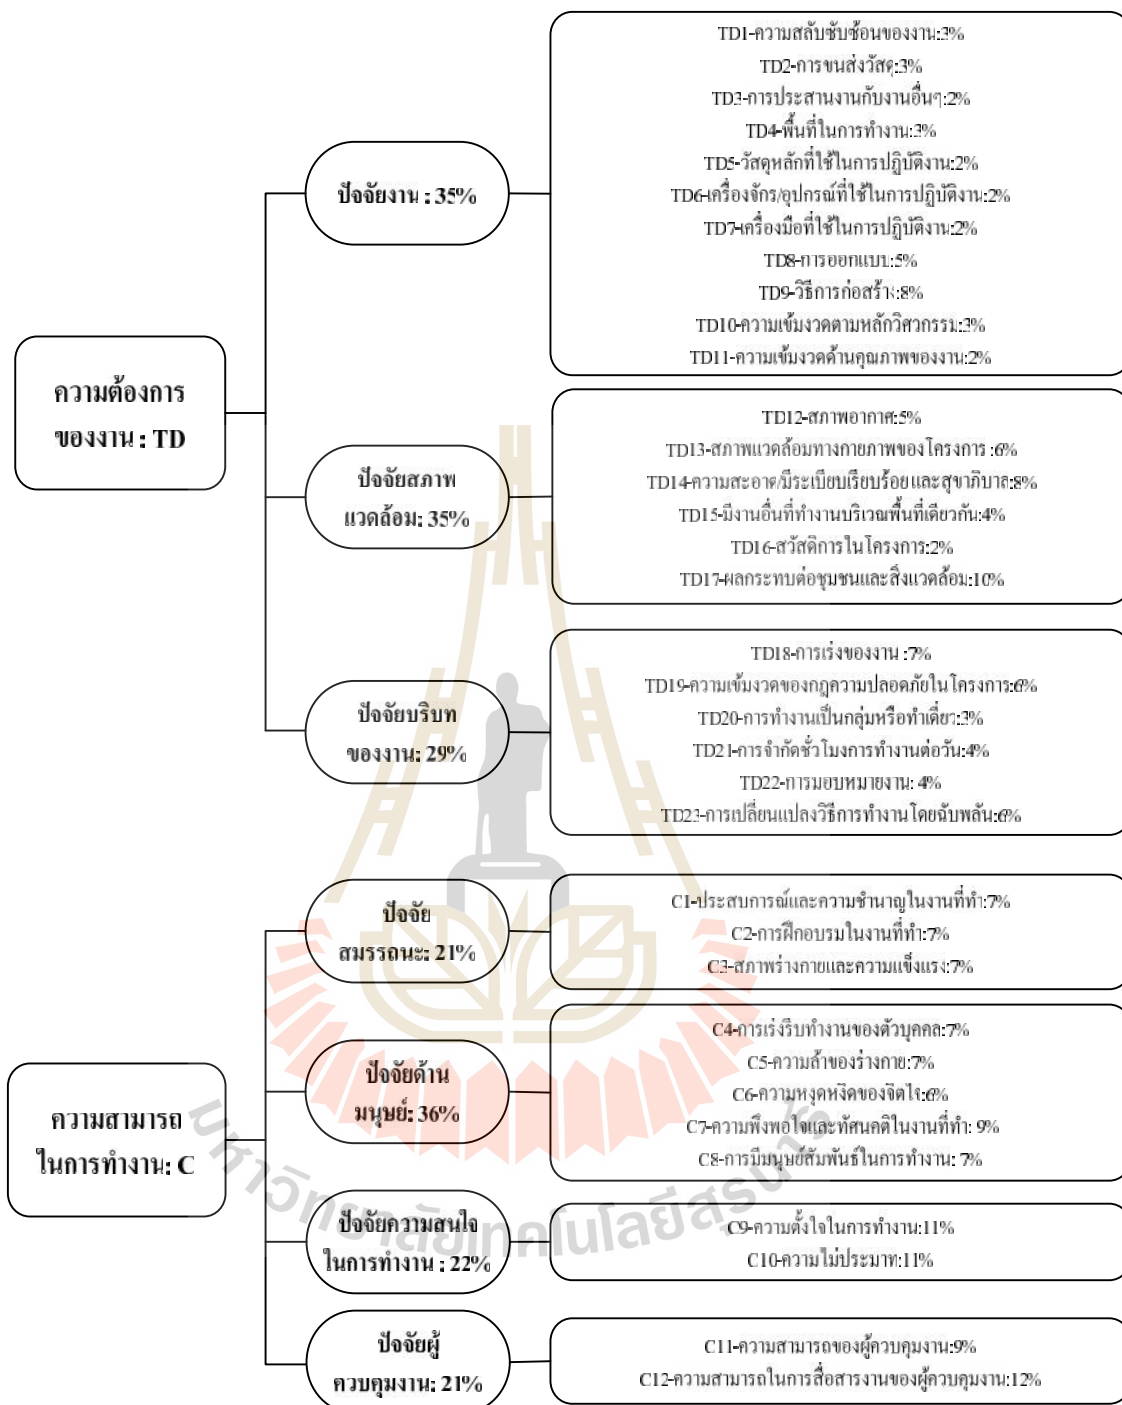 ความต้องการ
ของงาน : TD
ปัจจัยงาน : 35%
TD1-ความสลับซับซ้อนของงาน:3%
TD2-การขนส่งวัสดุ:3%
TD3-การประสานงานกับงานอื่นๆ:2%
TD4-พื้นที่ในการทำงาน:3%
TD5-วัสดุหลักที่ใช้ในการปฏิบัติงาน:2%
TD6-เครื่องจักร/อุปกรณ์ที่ใช้ในการปฏิบัติงาน:2%
TD7-เครื่องมือที่ใช้ในการปฏิบัติงาน:2%
TD8-การออกแบบ:5%
TD9-วิธีการก่อสร้าง:8%
TD10-ความเข้มงวดตามหลักวิศวกรรม:3%
TD11-ความเข้มงวดด้านคุณภาพของงาน:2%
ปัจจัยสภาพ
แวดล้อม: 35%
TD12-สภาพอากาศ:5%
TD13-สภาพแวดล้อมทางกายภาพของโครงการ :6%
TD14-ความสะอาด/มีระเบียบเรียบร้อยและสุขาภิบาล:8%
TD15-มีงานอื่นที่ทำงานบริเวณพื้นที่เดียวกัน:4%
TD16-สวัสดิการในโครงการ:2%
TD17-ผลกระทบต่อชุมชนและสิ่งแวดล้อม:10%
ปัจจัยบริบท
ของงาน: 29%
TD18-การเร่งของงาน :7%
TD19-ความเข้มงวดของกฎความปลอดภัยในโครงการ:6%
TD20-การทำงานเป็นกลุ่มหรือทำเดี่ยว:3%
TD21-การจำกัดชั่วโมงการทำงานต่อวัน:4%
TD22-การมอบหมายงาน: 4%
TD23-การเปลี่ยนแปลงวิธีการทำงานโดยฉับพลัน:6%
ความสามารถ
ในการทำงาน: C
ปัจจัย
สมรรถนะ: 21%
C1-ประสบการณ์และความชำนาญในงานที่ทำ:7%
C2-การฝึกอบรมในงานที่ทำ:7%
C3-สภาพร่างกายและความแข็งแรง:7%
ปัจจัยด้าน
มนุษย์: 36%
C4-การเร่งรีบทำงานของตัวบุคคล:7%
C5-ความล้าของร่างกาย:7%
C6-ความหงุดหงิดของจิตใจ:6%
C7-ความพึงพอใจและทัศนคติในงานที่ทำ: 9%
C8-การมีมนุษย์สัมพันธ์ในการทำงาน: 7%
ปัจจัยความสนใจ
ในการทำงาน : 22%
C9-ความตั้งใจในการทำงาน:11%
C10-ความไม่ประมาท:11%
ปัจจัยผู้
ควบคุมงาน: 21%
C11-ความสามารถของผู้ควบคุมงาน:9%
C12-ความสามารถในการสื่อสารงานของผู้ควบคุมงาน:12%
มหาวิทยาลัยเทคโนโลยีสุรนารี